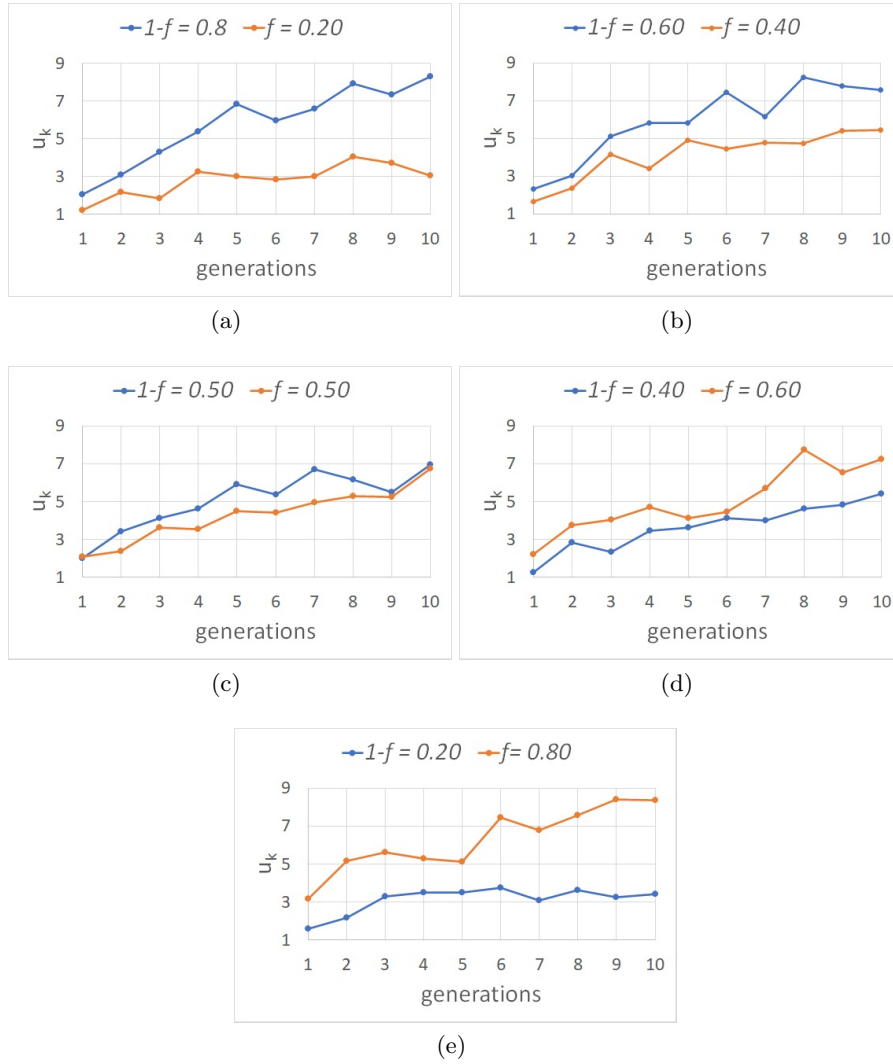 1-f = 0.8 f = 0.20
9
7
5
3
1
u_k
1 2 3 4 5 6 7 8 9 10
generations
(a)
1-f = 0.60 f = 0.40
9
7
5
3
1
u_k
1 2 3 4 5 6 7 8 9 10
generations
(b)
1-f = 0.50 f = 0.50
9
7
5
3
1
u_k
1 2 3 4 5 6 7 8 9 10
generations
(c)
1-f = 0.40 f = 0.60
9
7
5
3
1
u_k
1 2 3 4 5 6 7 8 9 10
generations
(d)
1-f = 0.20 f= 0.80
9
7
5
3
1
u_k
1 2 3 4 5 6 7 8 9 10
generations
(e)